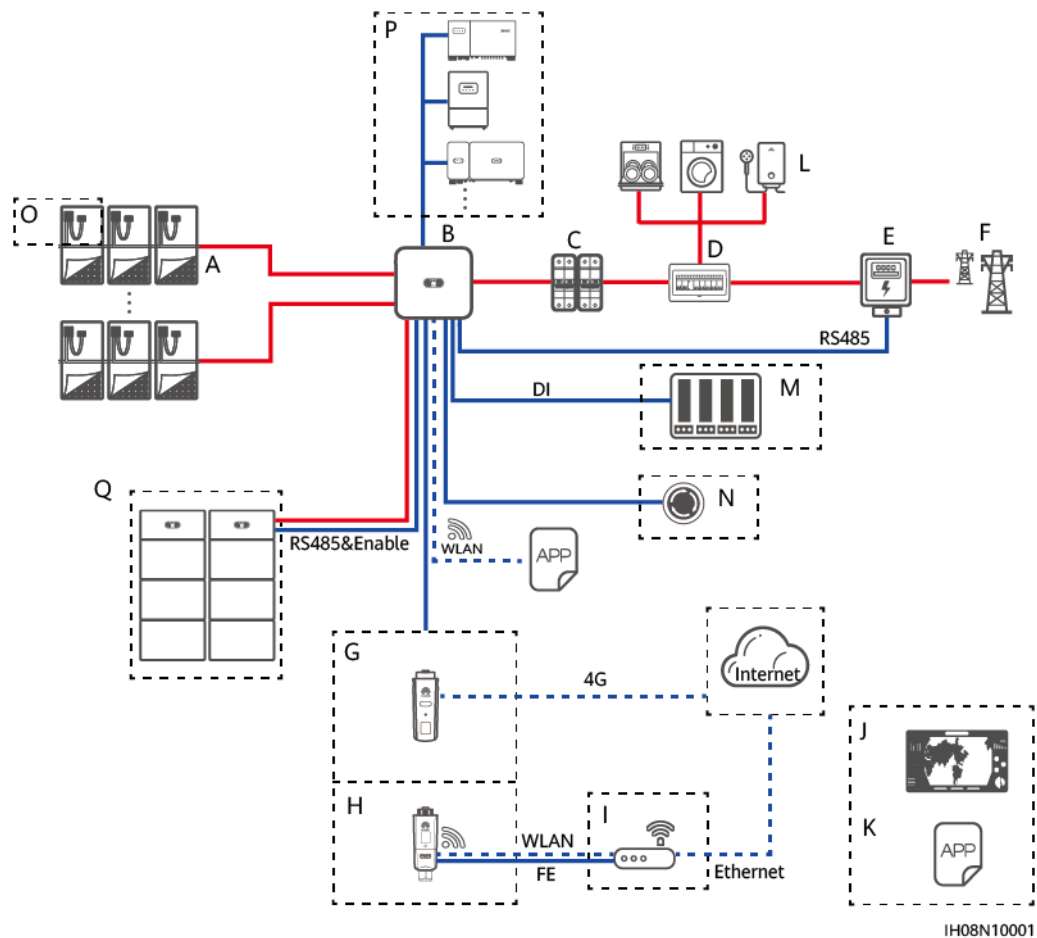 P
L
O
B
C
D
E
F
A
RS485
DI
M
Q
N
RS485&Enable
WLAN
APP
G
4G
Internet
J
H
I
K
WLAN
APP
FE
Ethernet
IH08N10001